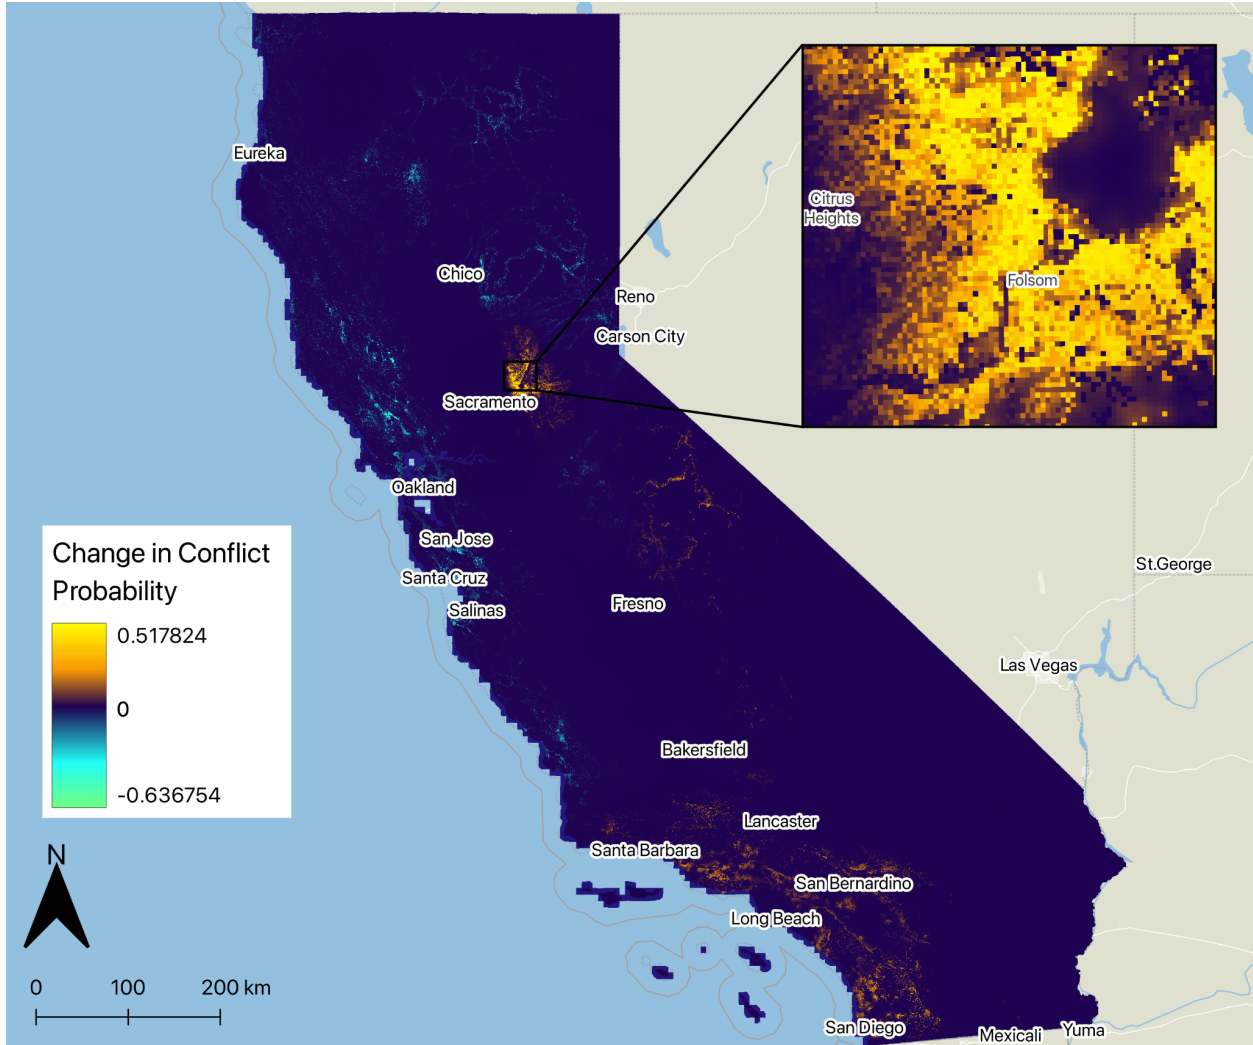 Eureka
Chico
Reno
Carson City
Sacramento
Citrus
Heights
Folsom
Oakland
San Jose
Santa Cruz
Salinas
Fresno
St.George
Las Vegas
Bakersfield
Lancaster
Santa Barbara
San Bernardino
Long Beach
San Diego
Mexicali
Yuma
Change in Conflict
Probability
0.517824
0
-0.636754
N
0 100 200 km